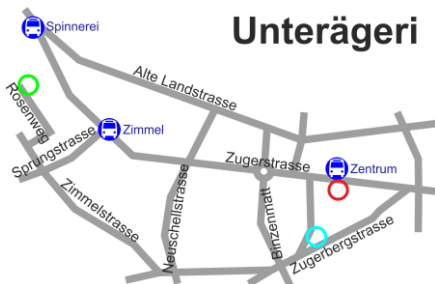 Unterägeri
Spinnerei
Alte Landstrasse
Rosenweg
Zimmel
Sprungstrasse
Zugerstrasse
Zentrum
Zimmelstrasse
Neuschellstrasse
Binzenmatt
Zugerbergstrasse